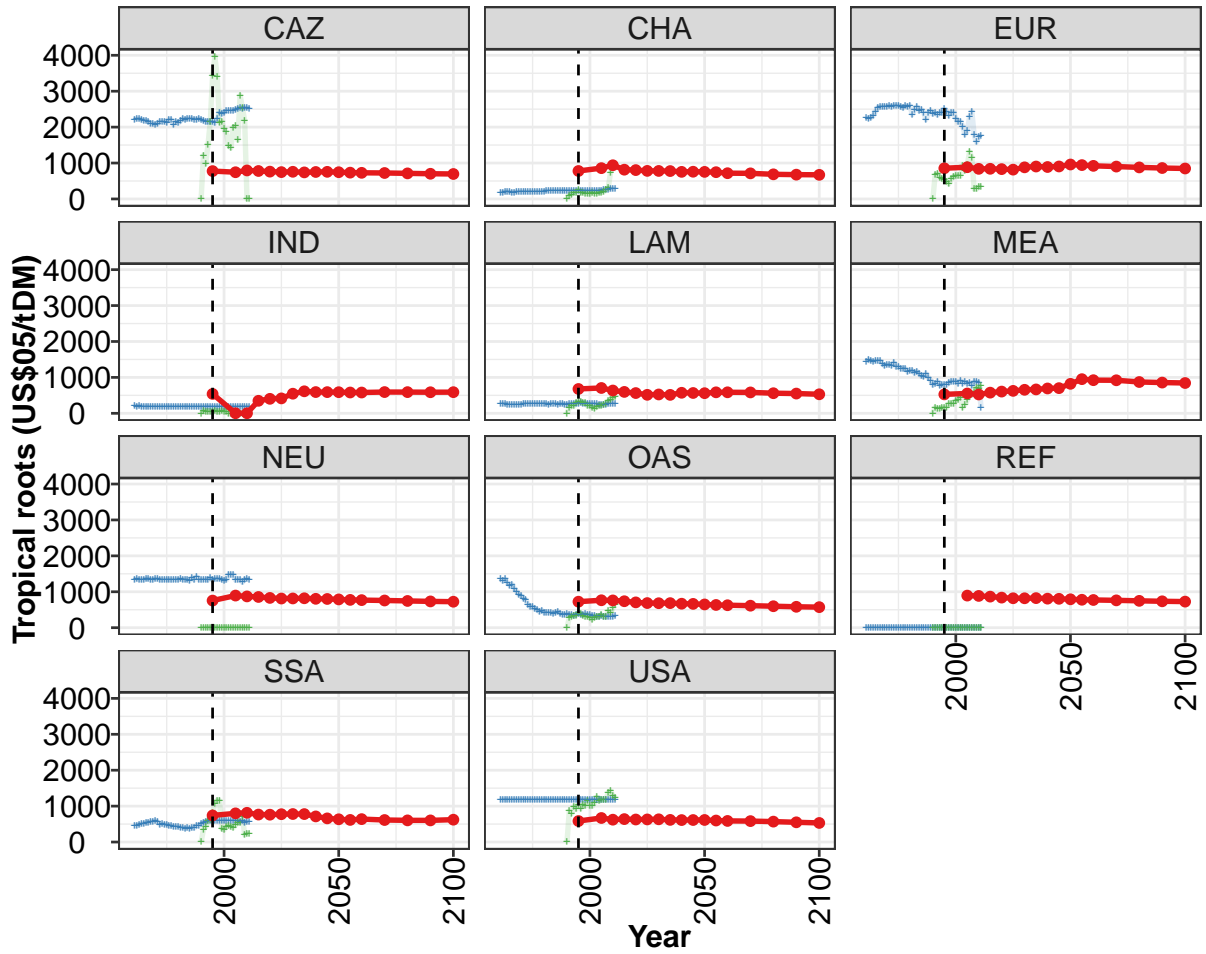 CAZ CHA EUR
4000
3000
2000
1000
0
IND LAM MEA
4000
3000
2000
1000
0
Tropical roots (US$05/tDM)
NEU OAS REF
4000
3000
2000
1000
0
2000 2050 2100
SSA USA
4000
3000
2000
1000
0
2000 2050 2100 2000 2050 2100
Year